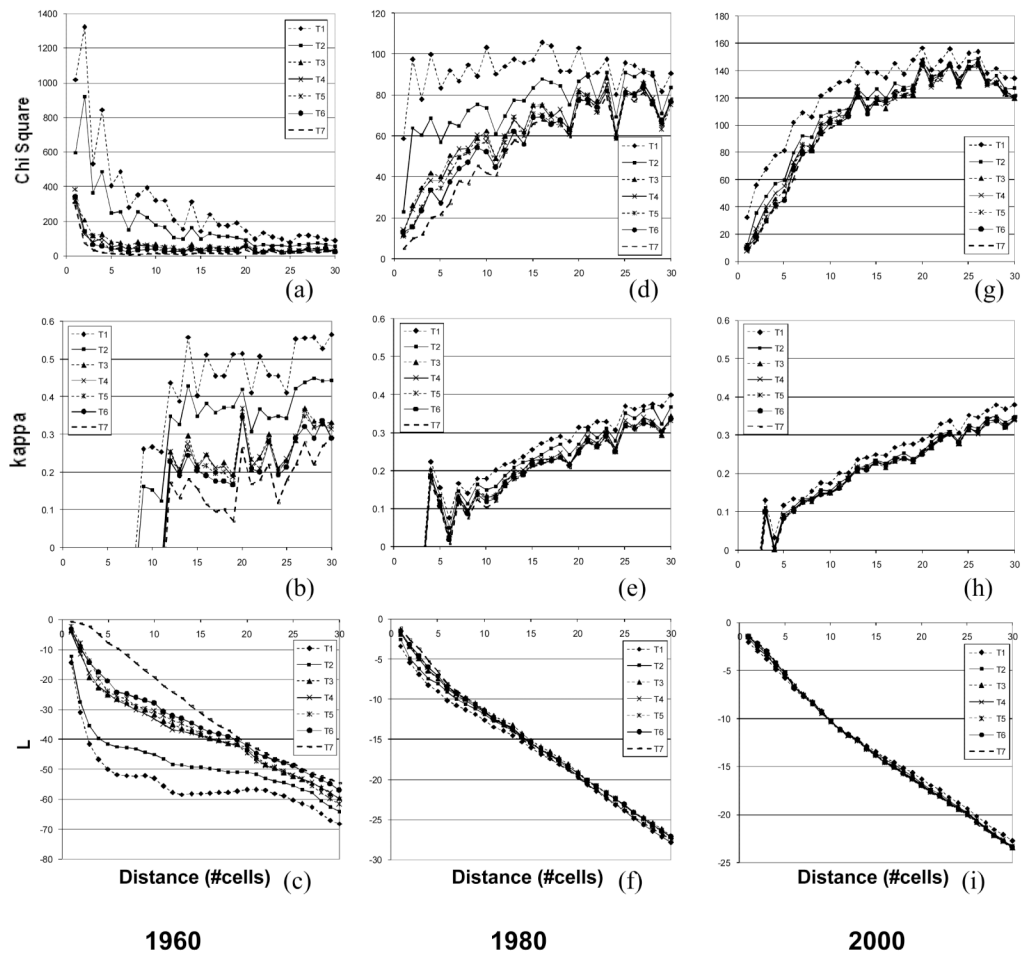 Chi Square
1400
1200
1000
800
600
400
200
0
0 5 10 15 20 25 30
T1
T2
T3
T4
T5
T6
T7
(a)
120
100
80
60
40
20
0
0 5 10 15 20 25 30
T1
T2
T3
T4
T5
T6
T7
(d)
180
160
140
120
100
80
60
40
20
0
0 5 10 15 20 25 30
T1
T2
T3
T4
T5
T6
T7
(g)
kappa
0.6
0.5
0.4
0.3
0.2
0.1
0
0 5 10 15 20 25 30
T1
T2
T3
T4
T5
T6
T7
(b)
0.6
0.5
0.4
0.3
0.2
0.1
0
0 5 10 15 20 25 30
T1
T2
T3
T4
T5
T6
T7
(e)
0.6
0.5
0.4
0.3
0.2
0.1
0
0 5 10 15 20 25 30
T1
T2
T3
T4
T5
T6
T7
(h)
L
0
-10
-20
-30
-40
-50
-60
-70
-80
0 5 10 15 20 25 30
T1
T2
T3
T4
T5
T6
T7
Distance (#cells) (c)
0
-5
-10
-15
-20
-25
-30
0 5 10 15 20 25 30
T1
T2
T3
T4
T5
T6
T7
Distance (#cells) (f)
0
-5
-10
-15
-20
-25
0 5 10 15 20 25 30
T1
T2
T3
T4
T5
T6
T7
Distance (#cells) (i)
1960 1980 2000